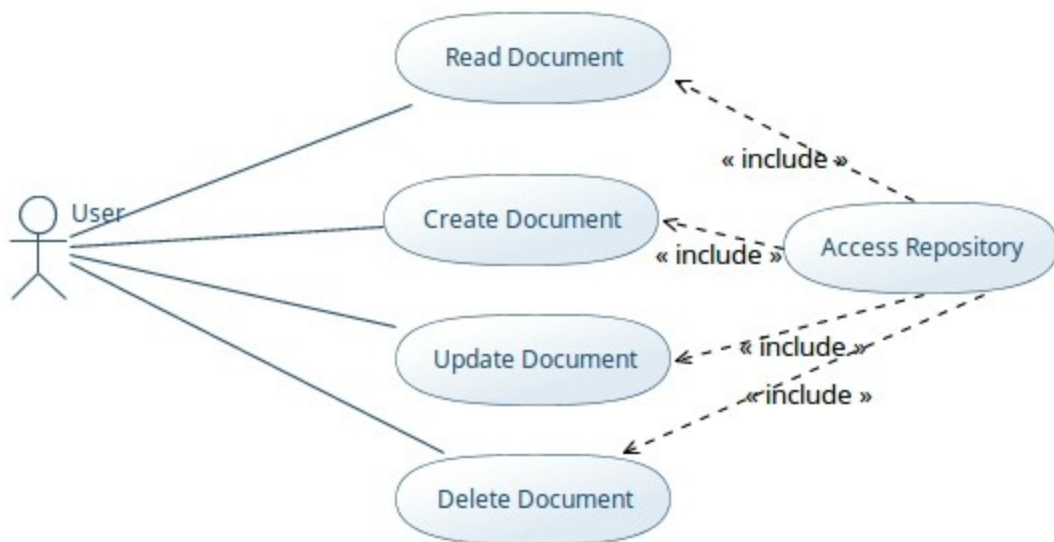 Read Document
« include »
User
Create Document
« include »
Access Repository
Update Document
« include »
« include »
Delete Document